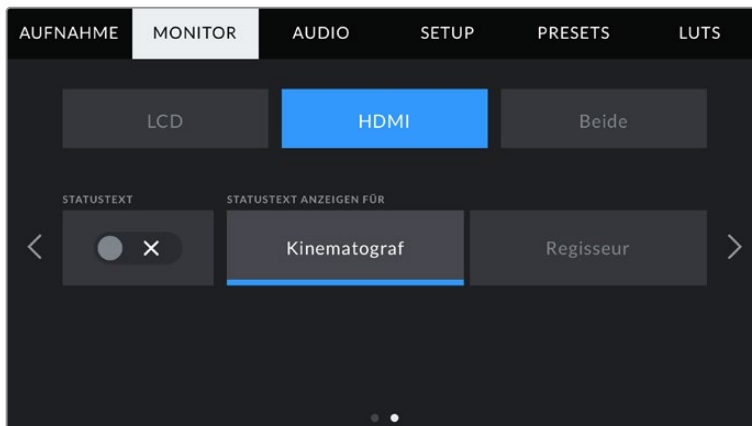 AUFNAHME MONITOR AUDIO SETUP PRESETS LUTS
LCD HDMI Beide
STATUSTEXT STATUSTEXT ANZEIGEN FÜR
Kinematograf Regisseur